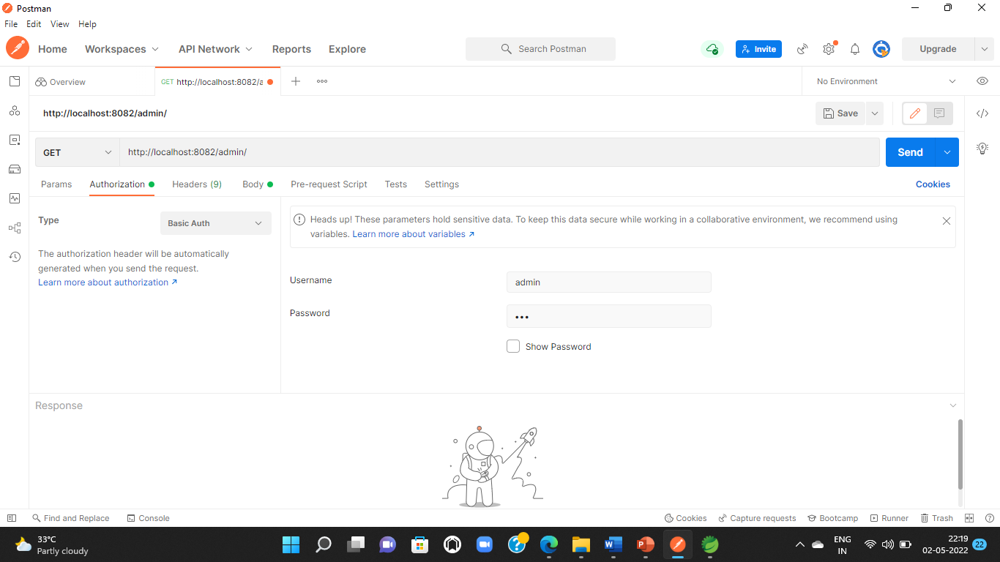 Postman
File Edit View Help
Home Workspaces API Network Reports Explore Search Postman Invite Upgrade
Overview GET http://localhost:8082/a No Environment
http://localhost:8082/admin/ Save
GET http://localhost:8082/admin/ Send
Params Authorization Headers (9) Body Pre-request Script Tests Settings Cookies
Type Basic Auth
The authorization header will be automatically
generated when you send the request.
Learn more about authorization ↗
Heads up! These parameters hold sensitive data. To keep this data secure while working in a collaborative environment, we recommend using
variables. Learn more about variables ↗
Username admin
Password •••
Show Password
Response
Find and Replace Console Cookies Capture requests Bootcamp Runner Trash
33°C
Partly cloudy
ENG
IN
22:19
02-05-2022
22